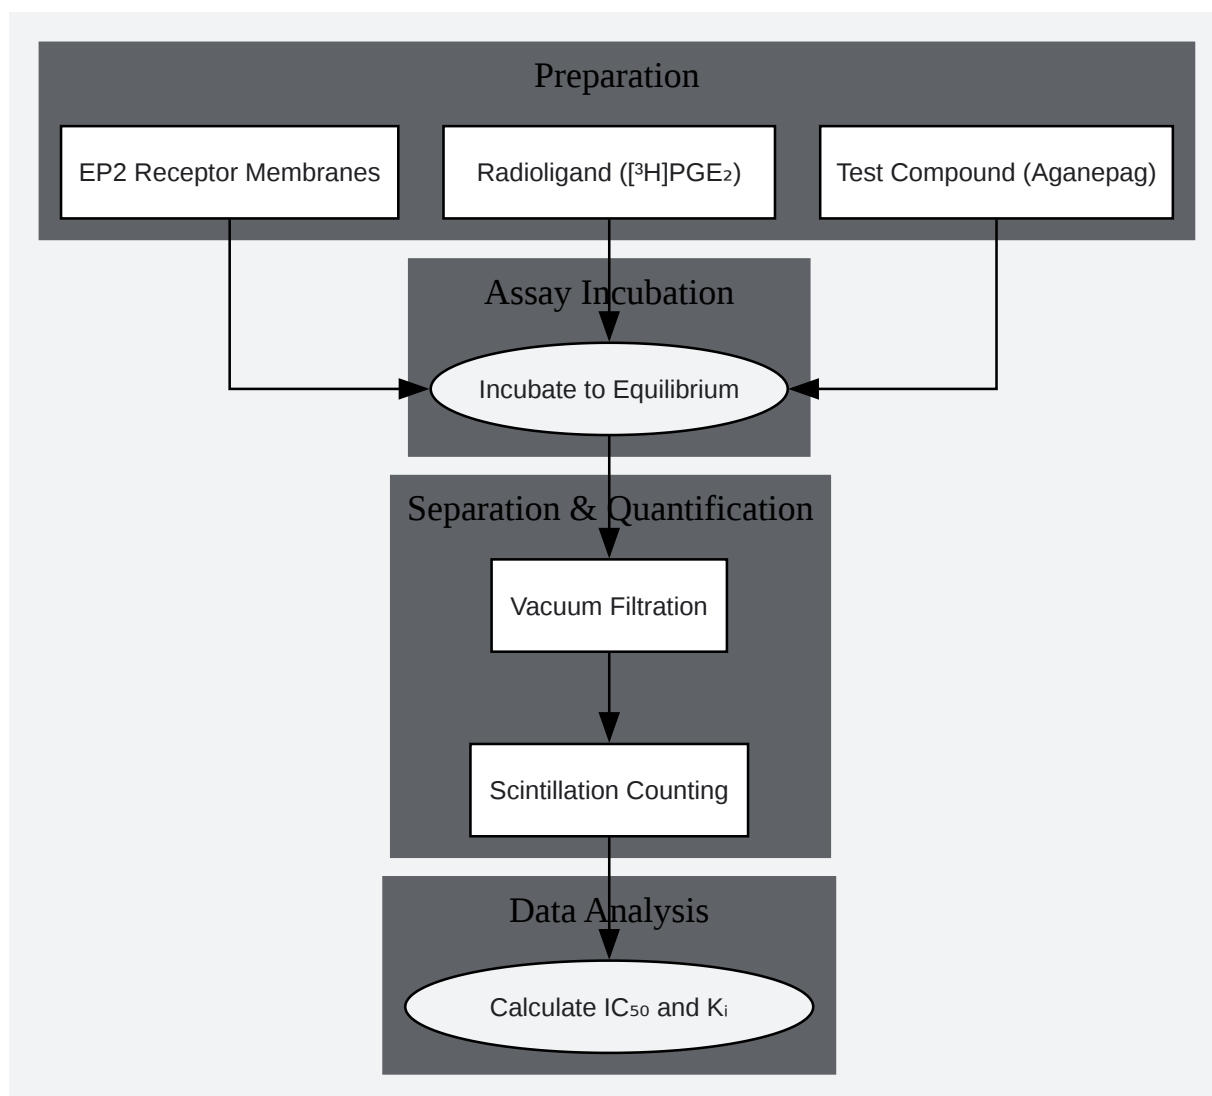 Preparation
EP2 Receptor Membranes
Radioligand ([³H]PGE₂)
Test Compound (Aganepag)
Assay Incubation
Incubate to Equilibrium
Separation & Quantification
Vacuum Filtration
Scintillation Counting
Data Analysis
Calculate IC₅₀ and Kᵢ